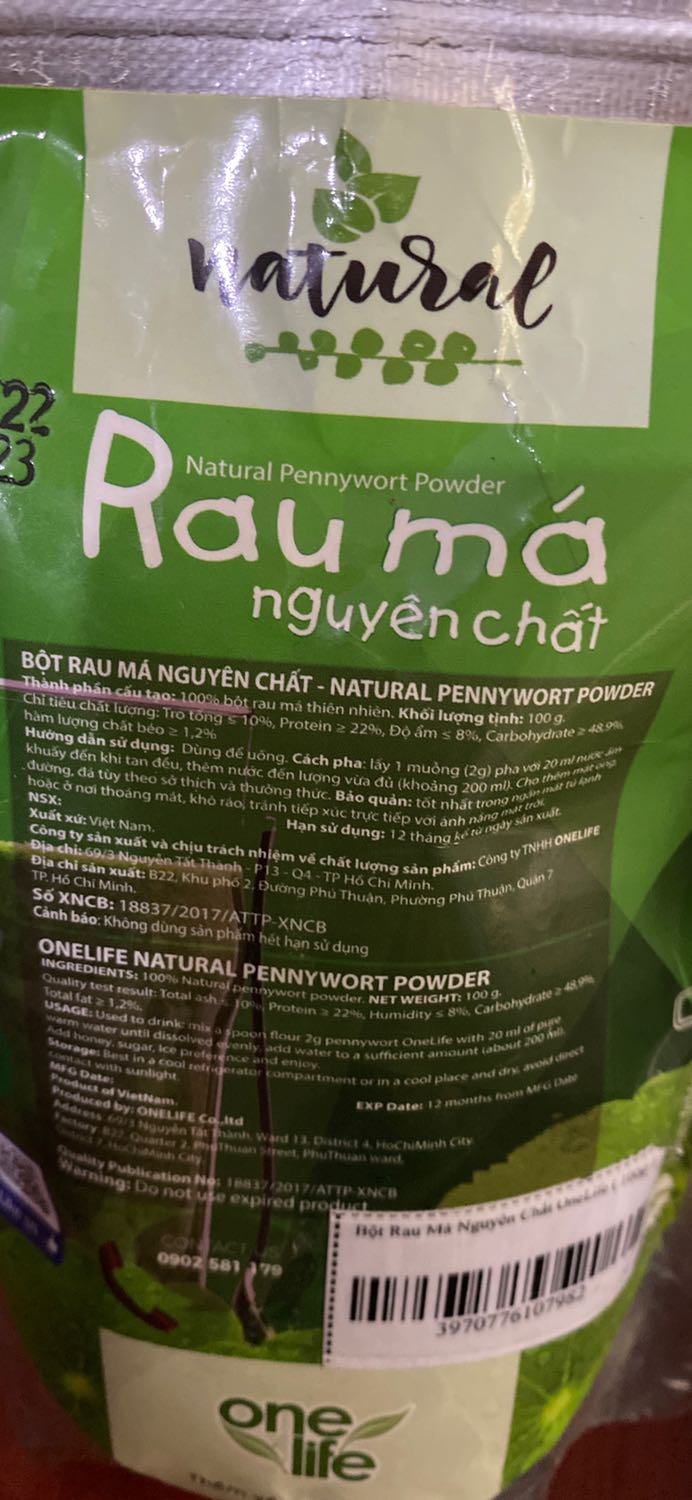 natural
22
23
Natural Pennywort Powder
Rau má
nguyên chất
BỘT RAU MÁ NGUYÊN CHẤT - NATURAL PENNYWORT POWDER
Thành phần cấu tạo: 100% bột rau má thiên nhiên. Khối lượng tịnh: 100 g.
Chỉ tiêu chất lượng: Tro tổng ≤ 10%, Protein ≥ 22%, Độ ẩm ≤ 8%, Carbohydrate ≥ 48.9%
hàm lượng chất béo ≥ 1,2%
Hướng dẫn sử dụng: Dùng để uống. Cách pha: lấy 1 muỗng (2g) pha với 20 ml nước ấm
khuấy đến khi tan đều, thêm nước đến lượng vừa đủ (khoảng 200 ml). Cho thêm mật ong,
đường, đá tùy theo sở thích và thưởng thức. Bảo quản: tốt nhất trong ngăn mát tủ lạnh
hoặc ở nơi thoáng mát, khô ráo, tránh tiếp xúc trực tiếp với ánh nắng mặt trời.
NSX:
Hạn sử dụng: 12 tháng kể từ ngày sản xuất.
Xuất xứ: Việt Nam.
Công ty sản xuất và chịu trách nhiệm về chất lượng sản phẩm: Công ty TNHH ONELIFE
Địa chỉ: 69/3 Nguyễn Tất Thành - P13 - Q4 - TP Hồ Chí Minh.
Địa chỉ sản xuất: B22, Khu phố 2, Đường Phú Thuận, Phường Phú Thuận, Quận 7
TP. Hồ Chí Minh.
Số XNCB: 18837/2017/ATTP-XNCB
Cảnh báo: Không dùng sản phẩm hết hạn sử dụng
ONELIFE NATURAL PENNYWORT POWDER
INGREDIENTS: 100% Natural pennywort powder. NET WEIGHT: 100 g.
Quality test result: Total ash ≤ 10%, Protein ≥ 22%, Humidity ≤ 8%, Carbohydrate ≥ 48.9%,
Total fat ≥ 1,2%.
USAGE: Used to drink: mix a spoon flour 2g pennywort OneLife with 20 ml of pure
warm water until dissolved evenly, add water to a sufficient amount (about 200 ml).
Add honey, sugar, ice preference and enjoy.
Storage: Best in a cool refrigerator compartment or in a cool place and dry, avoid direct
contact with sunlight.
MFG Date:
EXP Date: 12 months from MFG Date
Product of VietNam.
Produced by: ONELIFE Co.,ltd
Address: 69/3 Nguyễn Tất Thành, Ward 13, District 4, HoChiMinh City.
Factory: B22, Quarter 2, PhuThuan Street, PhuThuan ward,
District 7, HoChiMinh City
Quality Publication No: 18837/2017/ATTP-XNCB
Warning: Do not use expired product
CONTACT US
0902 581 179
Bột Rau Má Nguyên Chất OneLife
3970776107962
one
life